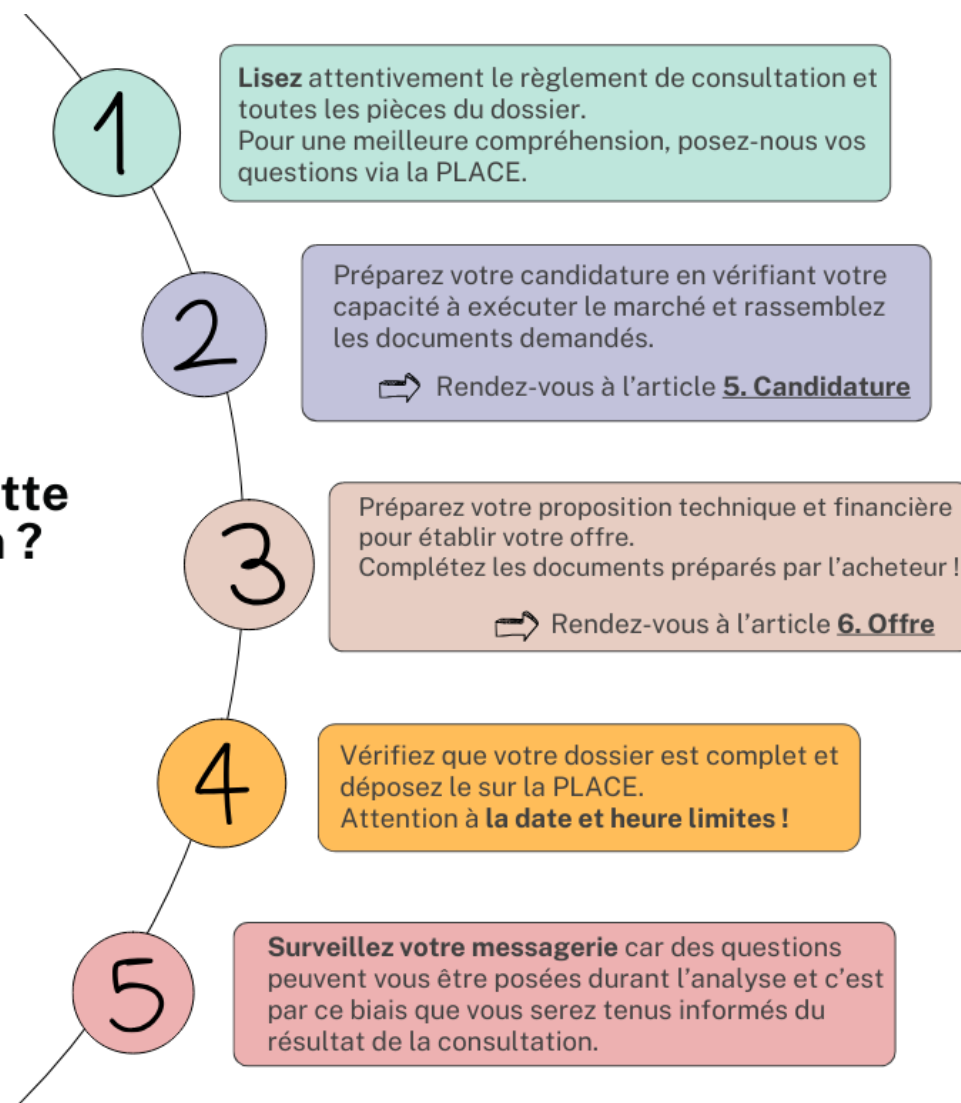 1
Lisez attentivement le règlement de consultation et
toutes les pièces du dossier.
Pour une meilleure compréhension, posez-nous vos
questions via la PLACE.
2
Préparez votre candidature en vérifiant votre
capacité à exécuter le marché et rassemblez
les documents demandés.
Rendez-vous à l'article 5. Candidature
tte
?
3
Préparez votre proposition technique et financière
pour établir votre offre.
Complétez les documents préparés par l'acheteur !
Rendez-vous à l'article 6. Offre
4
Vérifiez que votre dossier est complet et
déposez le sur la PLACE.
Attention à la date et heure limites !
5
Surveillez votre messagerie car des questions
peuvent vous être posées durant l'analyse et c'est
par ce biais que vous serez tenus informés du
résultat de la consultation.